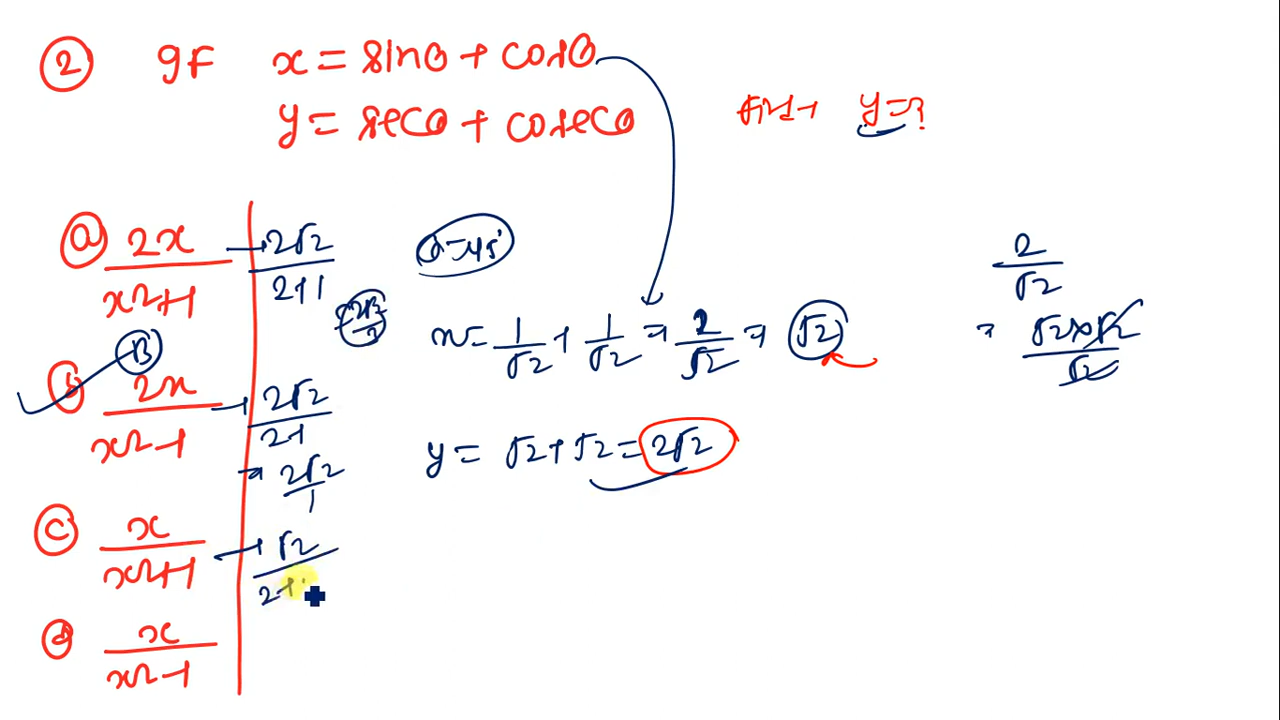 ② If x = sinθ + cosθ
y = secθ + cosecθ
find y = ?
ⓐ 2x / x²+1 → 2√2 / 2+1
2√2 / 3
θ = 45°
x = 1/√2 + 1/√2 ⇒ 2/√2 ⇒ √2
2/√2
= √2×√2 / √2
B
ⓑ 2x / x²-1 → 2√2 / 2-1
⇒ 2√2 / 1
y = √2 + √2 = 2√2
ⓒ x / x²+1 → √2 / 2+1
ⓓ x / x²-1